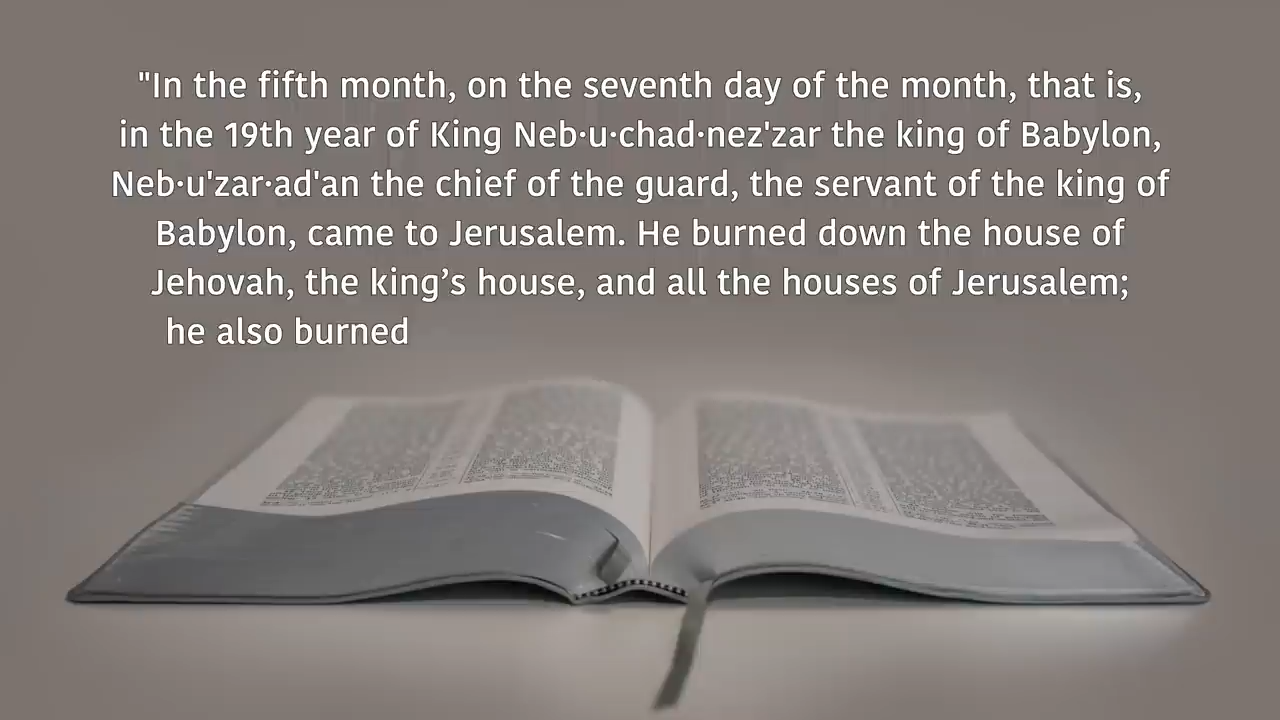 "In the fifth month, on the seventh day of the month, that is,
in the 19th year of King Neb·u·chad·nez'zar the king of Babylon,
Neb·u'zar·ad'an the chief of the guard, the servant of the king of
Babylon, came to Jerusalem. He burned down the house of
Jehovah, the king’s house, and all the houses of Jerusalem;
he also burned